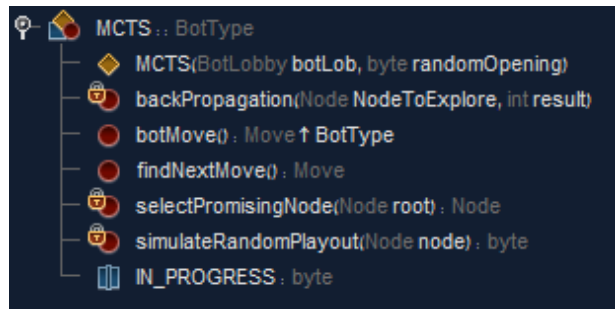 MCTS :: BotType
MCTS(BotLobby botLob, byte randomOpening)
backPropagation(Node NodeToExplore, int result)
botMove() : Move ↑ BotType
findNextMove() : Move
selectPromisingNode(Node root) : Node
simulateRandomPlayout(Node node) : byte
IN_PROGRESS : byte